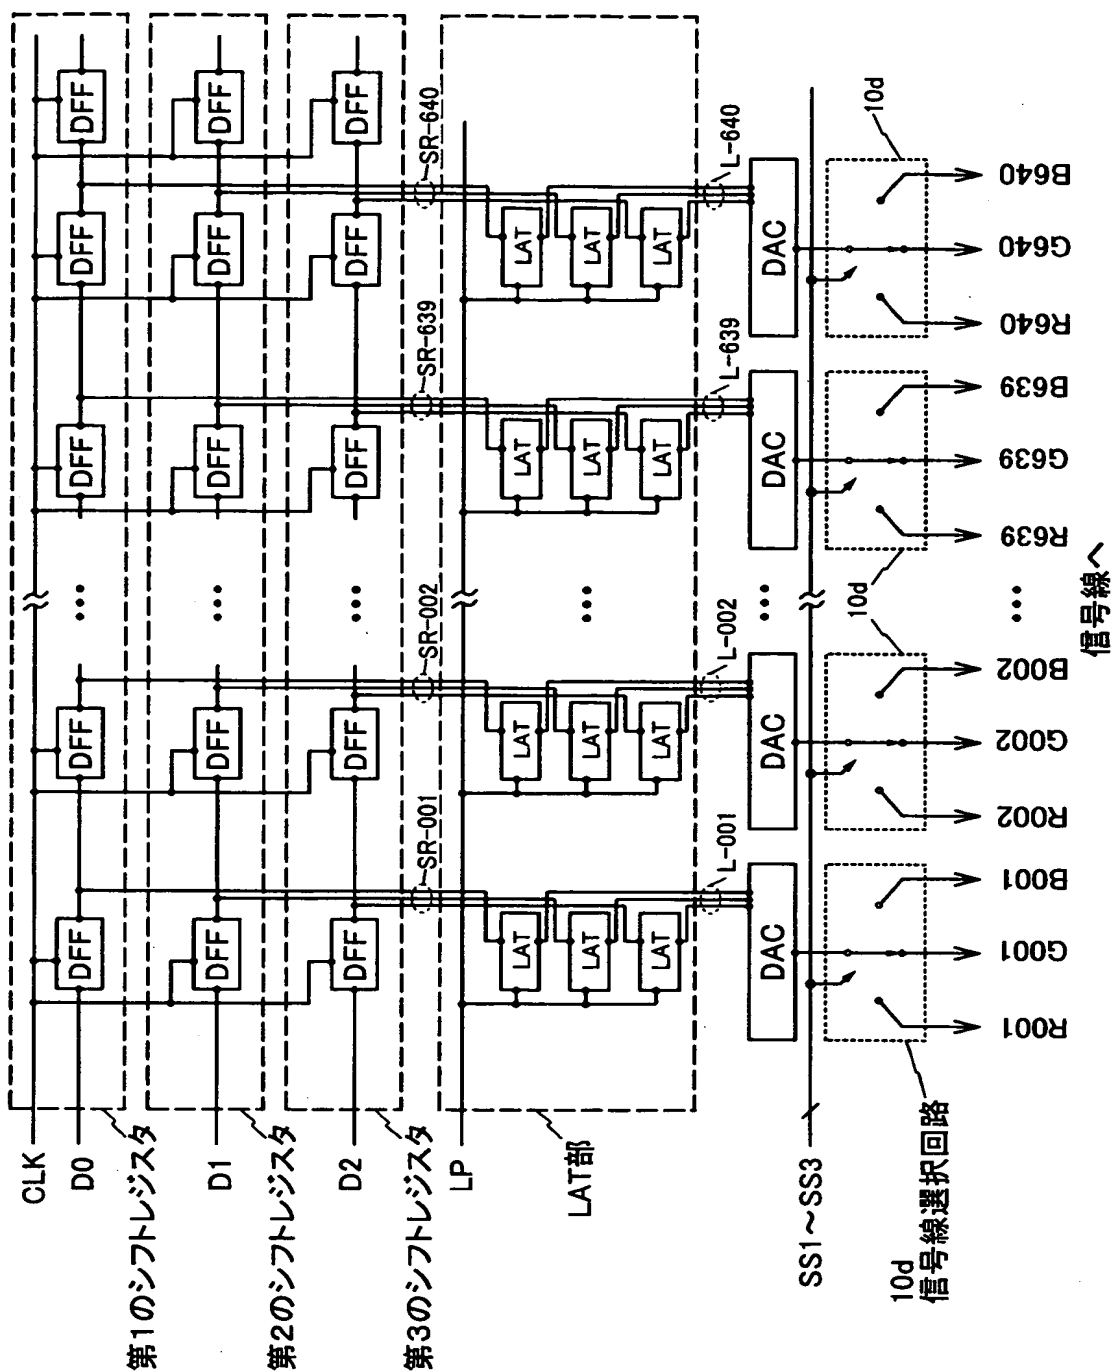 CLK
D0
DFF
DFF
DFF
DFF
DFF
第1のシフトレジスタ
D1
DFF
DFF
DFF
DFF
DFF
第2のシフトレジスタ
D2
DFF
DFF
DFF
DFF
DFF
第3のシフトレジスタ
SR-001
SR-002
SR-639
SR-640
LP
LAT
LAT
LAT
LAT
LAT
LAT
LAT
LAT
LAT
LAT
LAT
LAT
LAT部
L-001
L-002
L-639
L-640
DAC
DAC
DAC
DAC
SS1～SS3
10d
信号線選択回路
10d
10d
10d
R001
G001
B001
R002
G002
B002
R639
G639
B639
R640
G640
B640
信号線へ